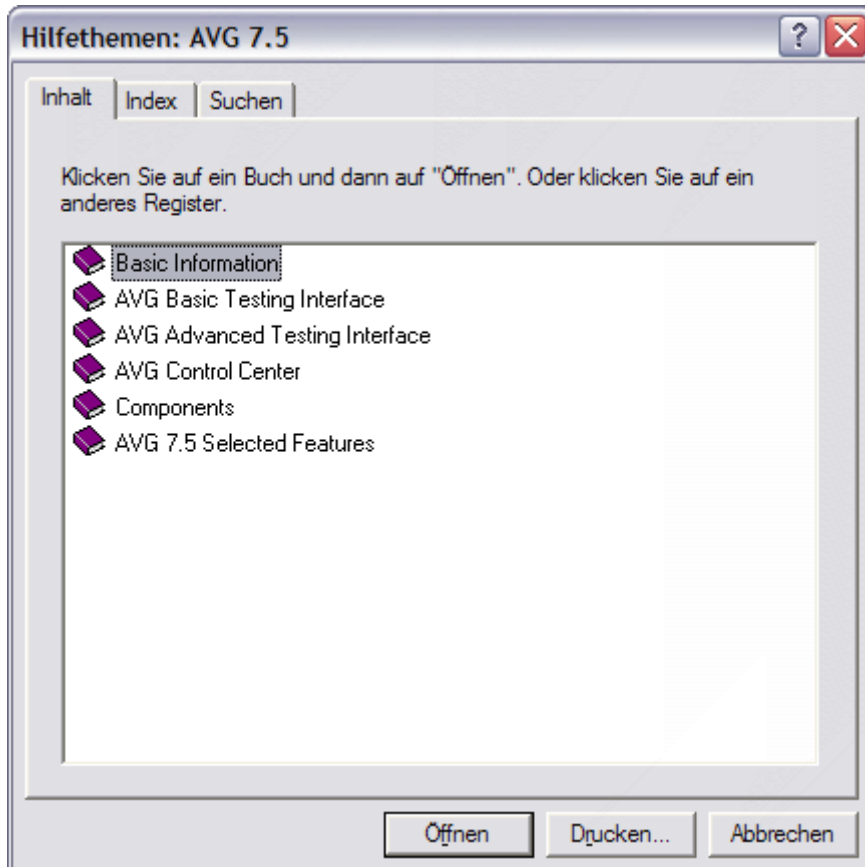 Hilfethemen: AVG 7.5
Inhalt Index Suchen
Klicken Sie auf ein Buch und dann auf "Öffnen". Oder klicken Sie auf ein
anderes Register.
Basic Information
AVG Basic Testing Interface
AVG Advanced Testing Interface
AVG Control Center
Components
AVG 7.5 Selected Features
Öffnen Drucken... Abbrechen